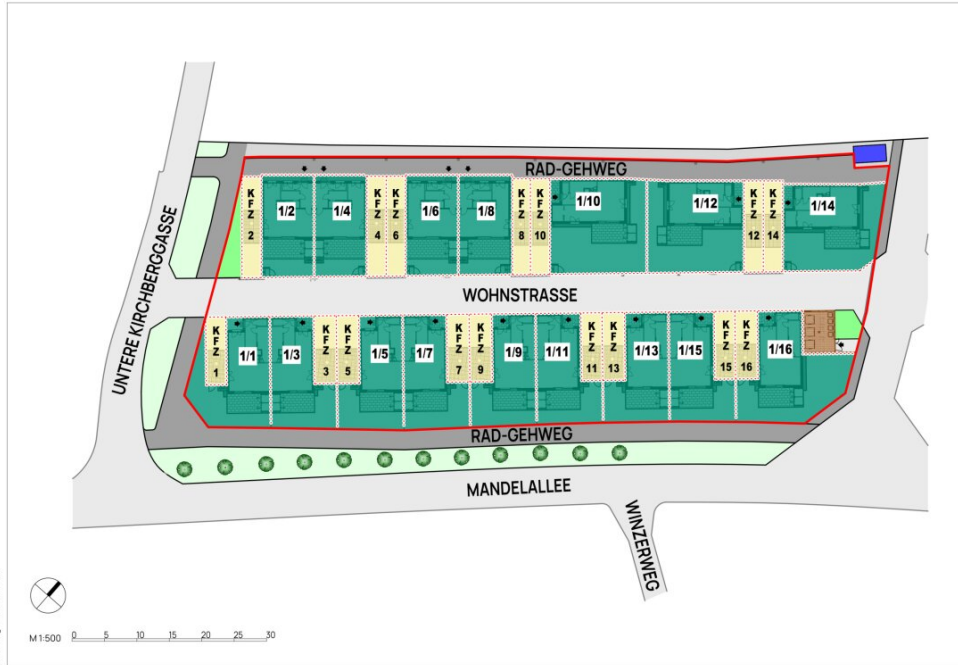 UNTERE KIRCHBERGGASSE
RAD-GEHWEG
KFZ - 2
1/2
1/4
KFZ - 4
KFZ - 6
1/6
1/8
KFZ - 8
KFZ - 10
1/10
1/12
KFZ - 12
KFZ - 14
1/14
WOHNSTRASSE
KFZ - 1
1/1
1/3
KFZ - 3
KFZ - 5
1/5
1/7
KFZ - 7
KFZ - 9
1/9
1/11
KFZ - 11
KFZ - 13
1/13
1/15
KFZ - 15
KFZ - 16
1/16
RAD-GEHWEG
MANDELALLEE
WINZERWEG
M 1:500 0 5 10 15 20 25 30